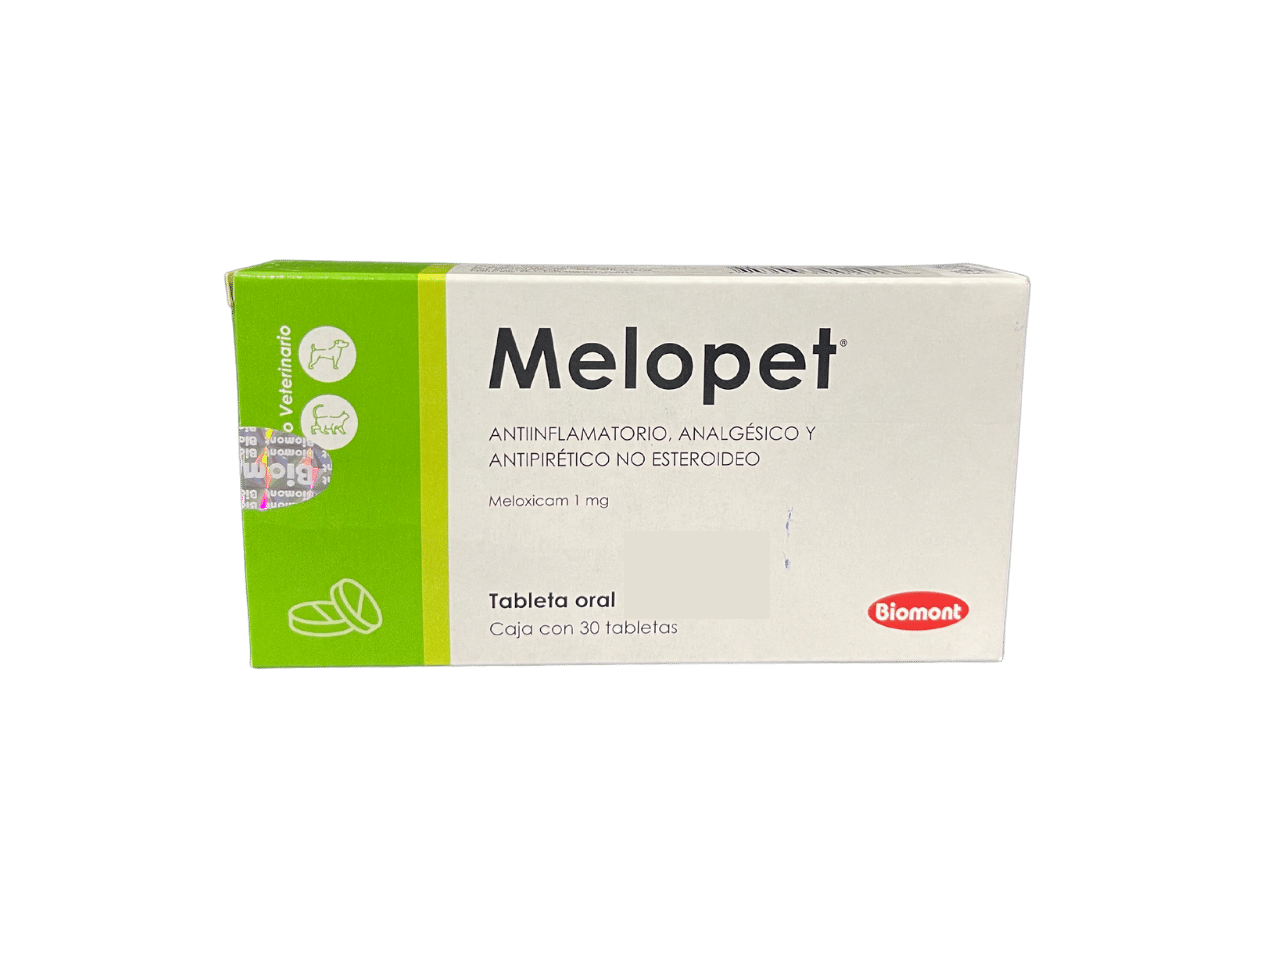 Melopet®
ANTIINFLAMATORIO, ANALGÉSICO Y
ANTIPIRÉTICO NO ESTEROIDEO
Meloxicam 1 mg
Tableta oral
Caja con 30 tabletas
Biomont
o Veterinario